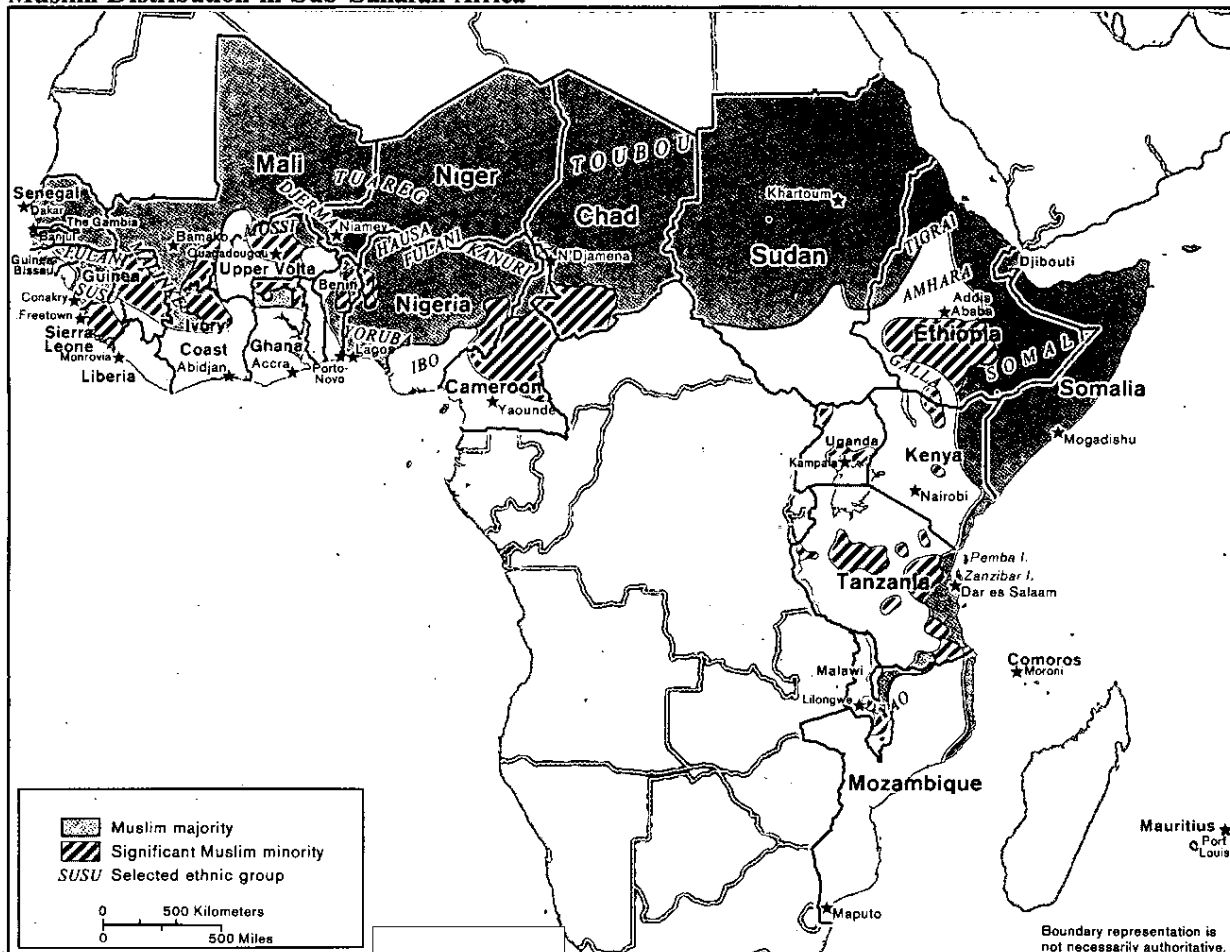 Muslim Distribution in Sub-Saharan Africa
Mali
Niger
TOUBOU
TUAREG
Chad
Khartoum
Sudan
Senegal
Dakar
The Gambia
Banjul
DJERMA
Niamey
MOSSI
Bamako
Ouagadougou
HAUSA
FULANI
KANURI
N'Djamena
TIGRAI
Djibouti
FULANI
Guinea
Bissau
Guinea
Upper Volta
Benin
Nigeria
AMHARA
Addis
Ababa
SUSU
Conakry
Freetown
Sierra
Leone
Ivory
Coast
Ghana
YORUBA
Lagos
Ethiopia
SOMALI
Monrovia
Liberia
Abidjan
Accra
Porto-
Novo
IBO
GALLA
Somalia
Cameroon
Yaounde
Mogadishu
Uganda
Kampala
Kenya
Nairobi
Pemba I.
Zanzibar I.
Dar es Salaam
Tanzania
Comoros
Moroni
Malawi
Lilongwe
YAO
Mozambique
Mauritius
Port
Louis
Maputo
Muslim majority
Significant Muslim minority
SUSU Selected ethnic group
0 500 Kilometers
0 500 Miles
Boundary representation is
not necessarily authoritative.